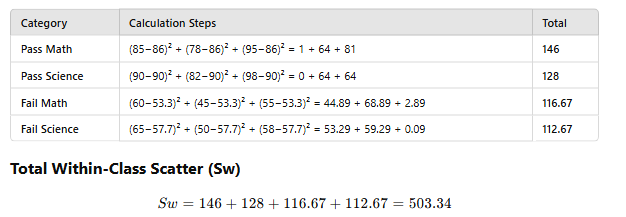 Category Calculation Steps Total
Pass Math (85−86)² + (78−86)² + (95−86)² = 1 + 64 + 81 146
Pass Science (90−90)² + (82−90)² + (98−90)² = 0 + 64 + 64 128
Fail Math (60−53.3)² + (45−53.3)² + (55−53.3)² = 44.89 + 68.89 + 2.89 116.67
Fail Science (65−57.7)² + (50−57.7)² + (58−57.7)² = 53.29 + 59.29 + 0.09 112.67
Total Within-Class Scatter (Sw)
Sw = 146 + 128 + 116.67 + 112.67 = 503.34